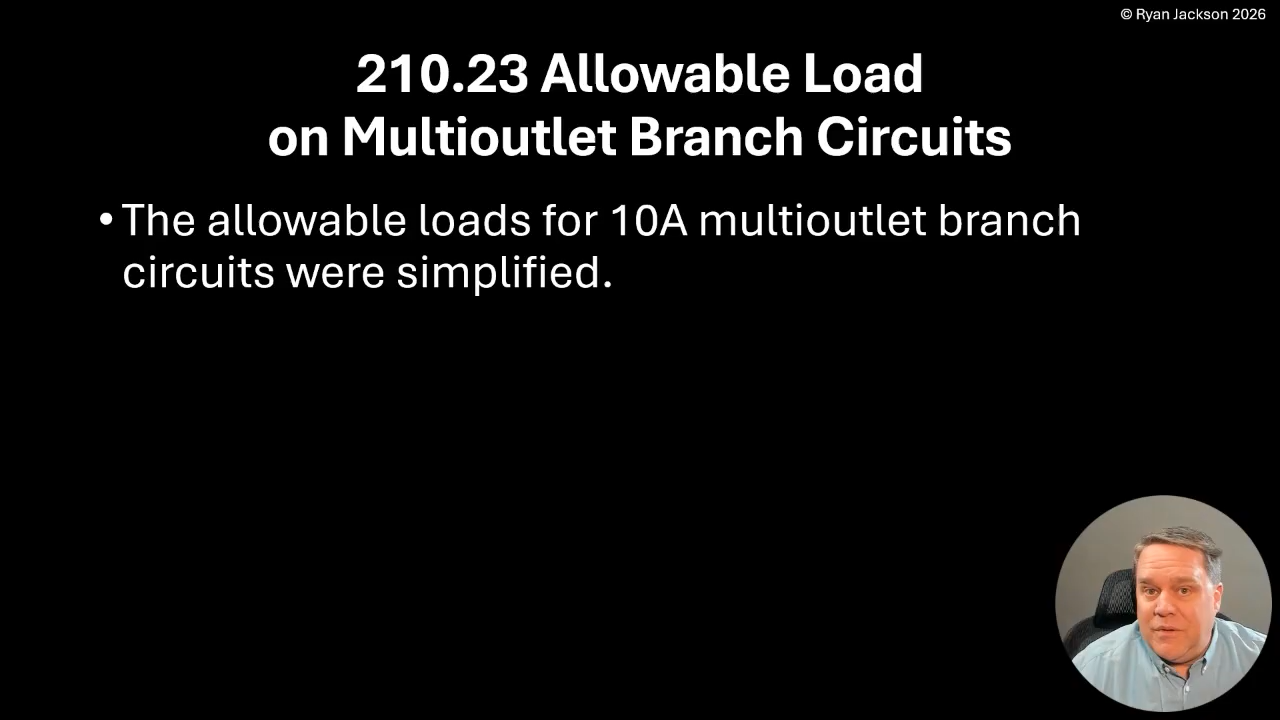 © Ryan Jackson 2026
210.23 Allowable Load
on Multioutlet Branch Circuits
•The allowable loads for 10A multioutlet branch
circuits were simplified.